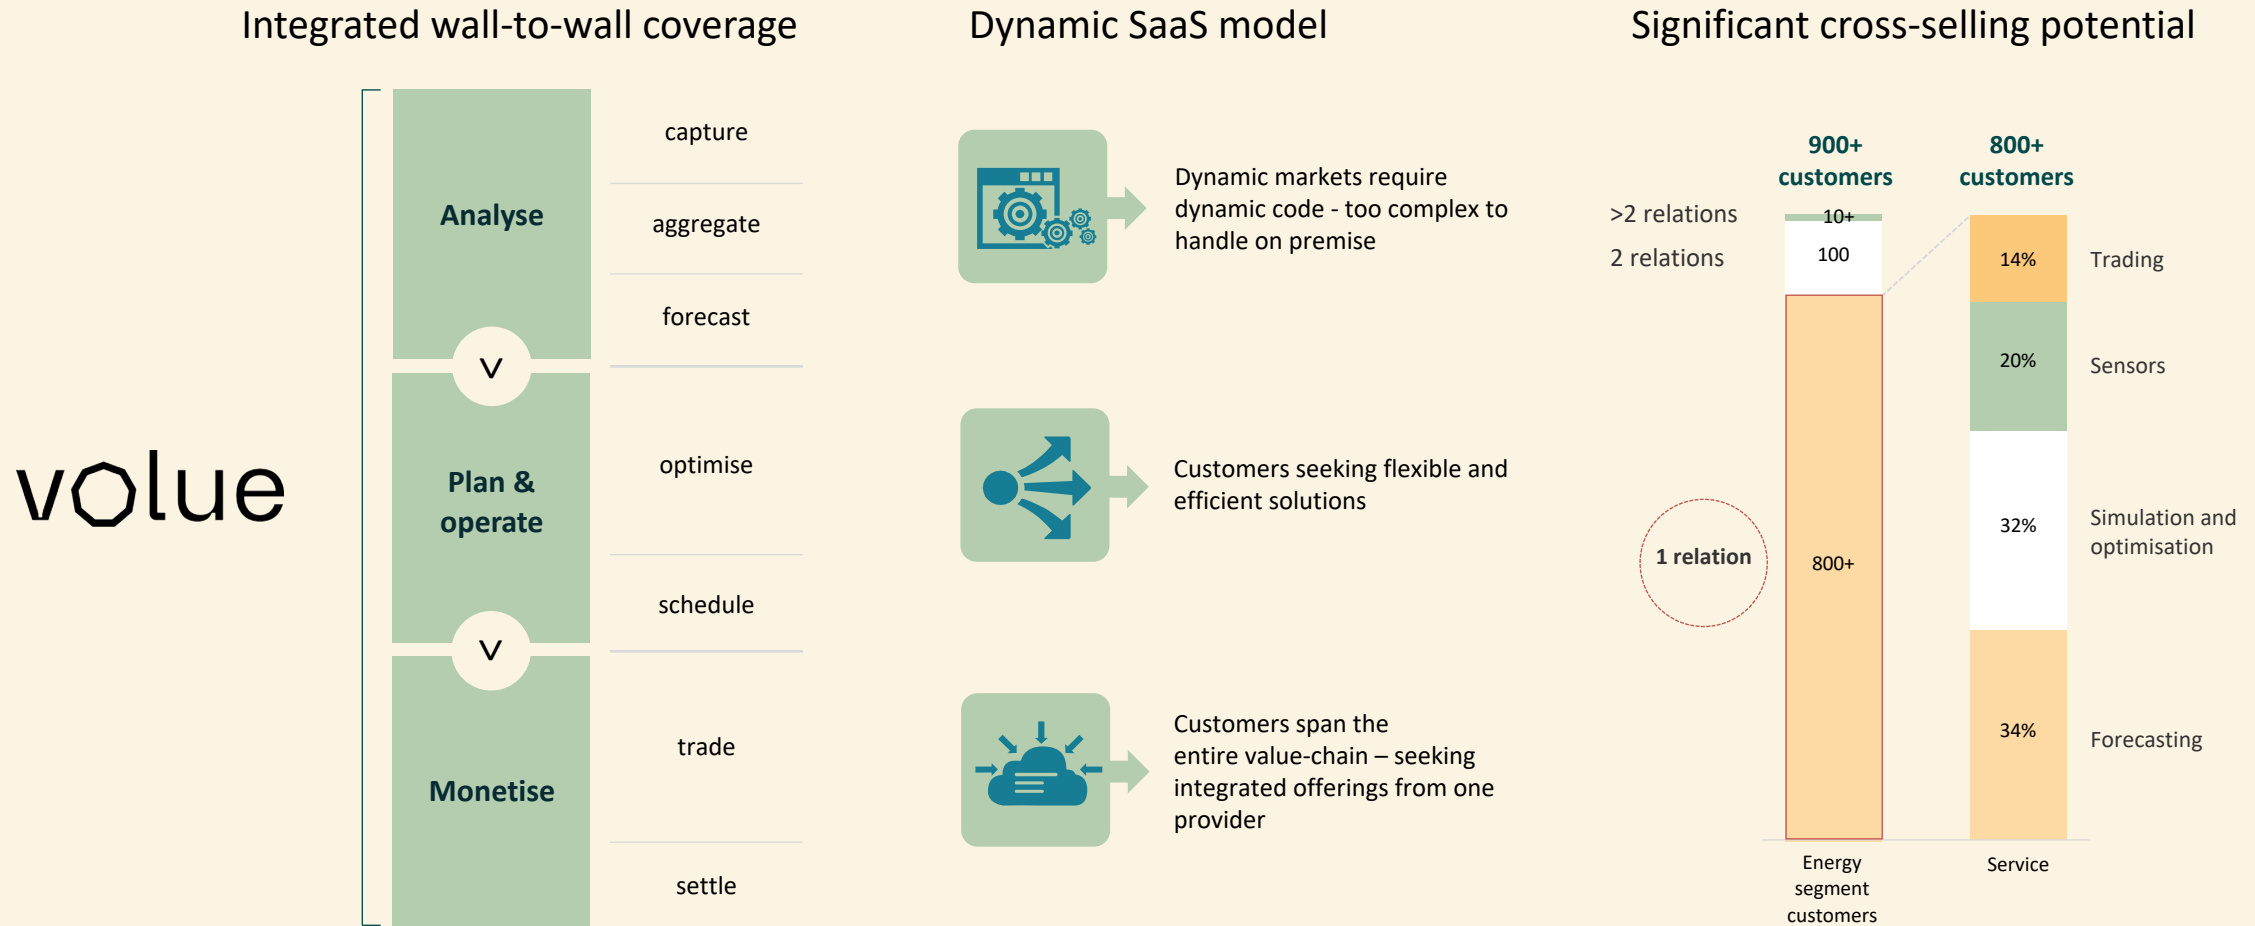 Integrated wall-to-wall coverage
Dynamic SaaS model
Significant cross-selling potential
volue
Analyse
capture
aggregate
forecast
V
Plan &
operate
optimise
schedule
V
Monetise
trade
settle
Dynamic markets require
dynamic code - too complex to
handle on premise
Customers seeking flexible and
efficient solutions
Customers span the
entire value-chain – seeking
integrated offerings from one
provider
900+
customers
800+
customers
>2 relations
10+
2 relations
100
1 relation
800+
14%
Trading
20%
Sensors
32%
Simulation and
optimisation
34%
Forecasting
Energy
segment
customers
Service